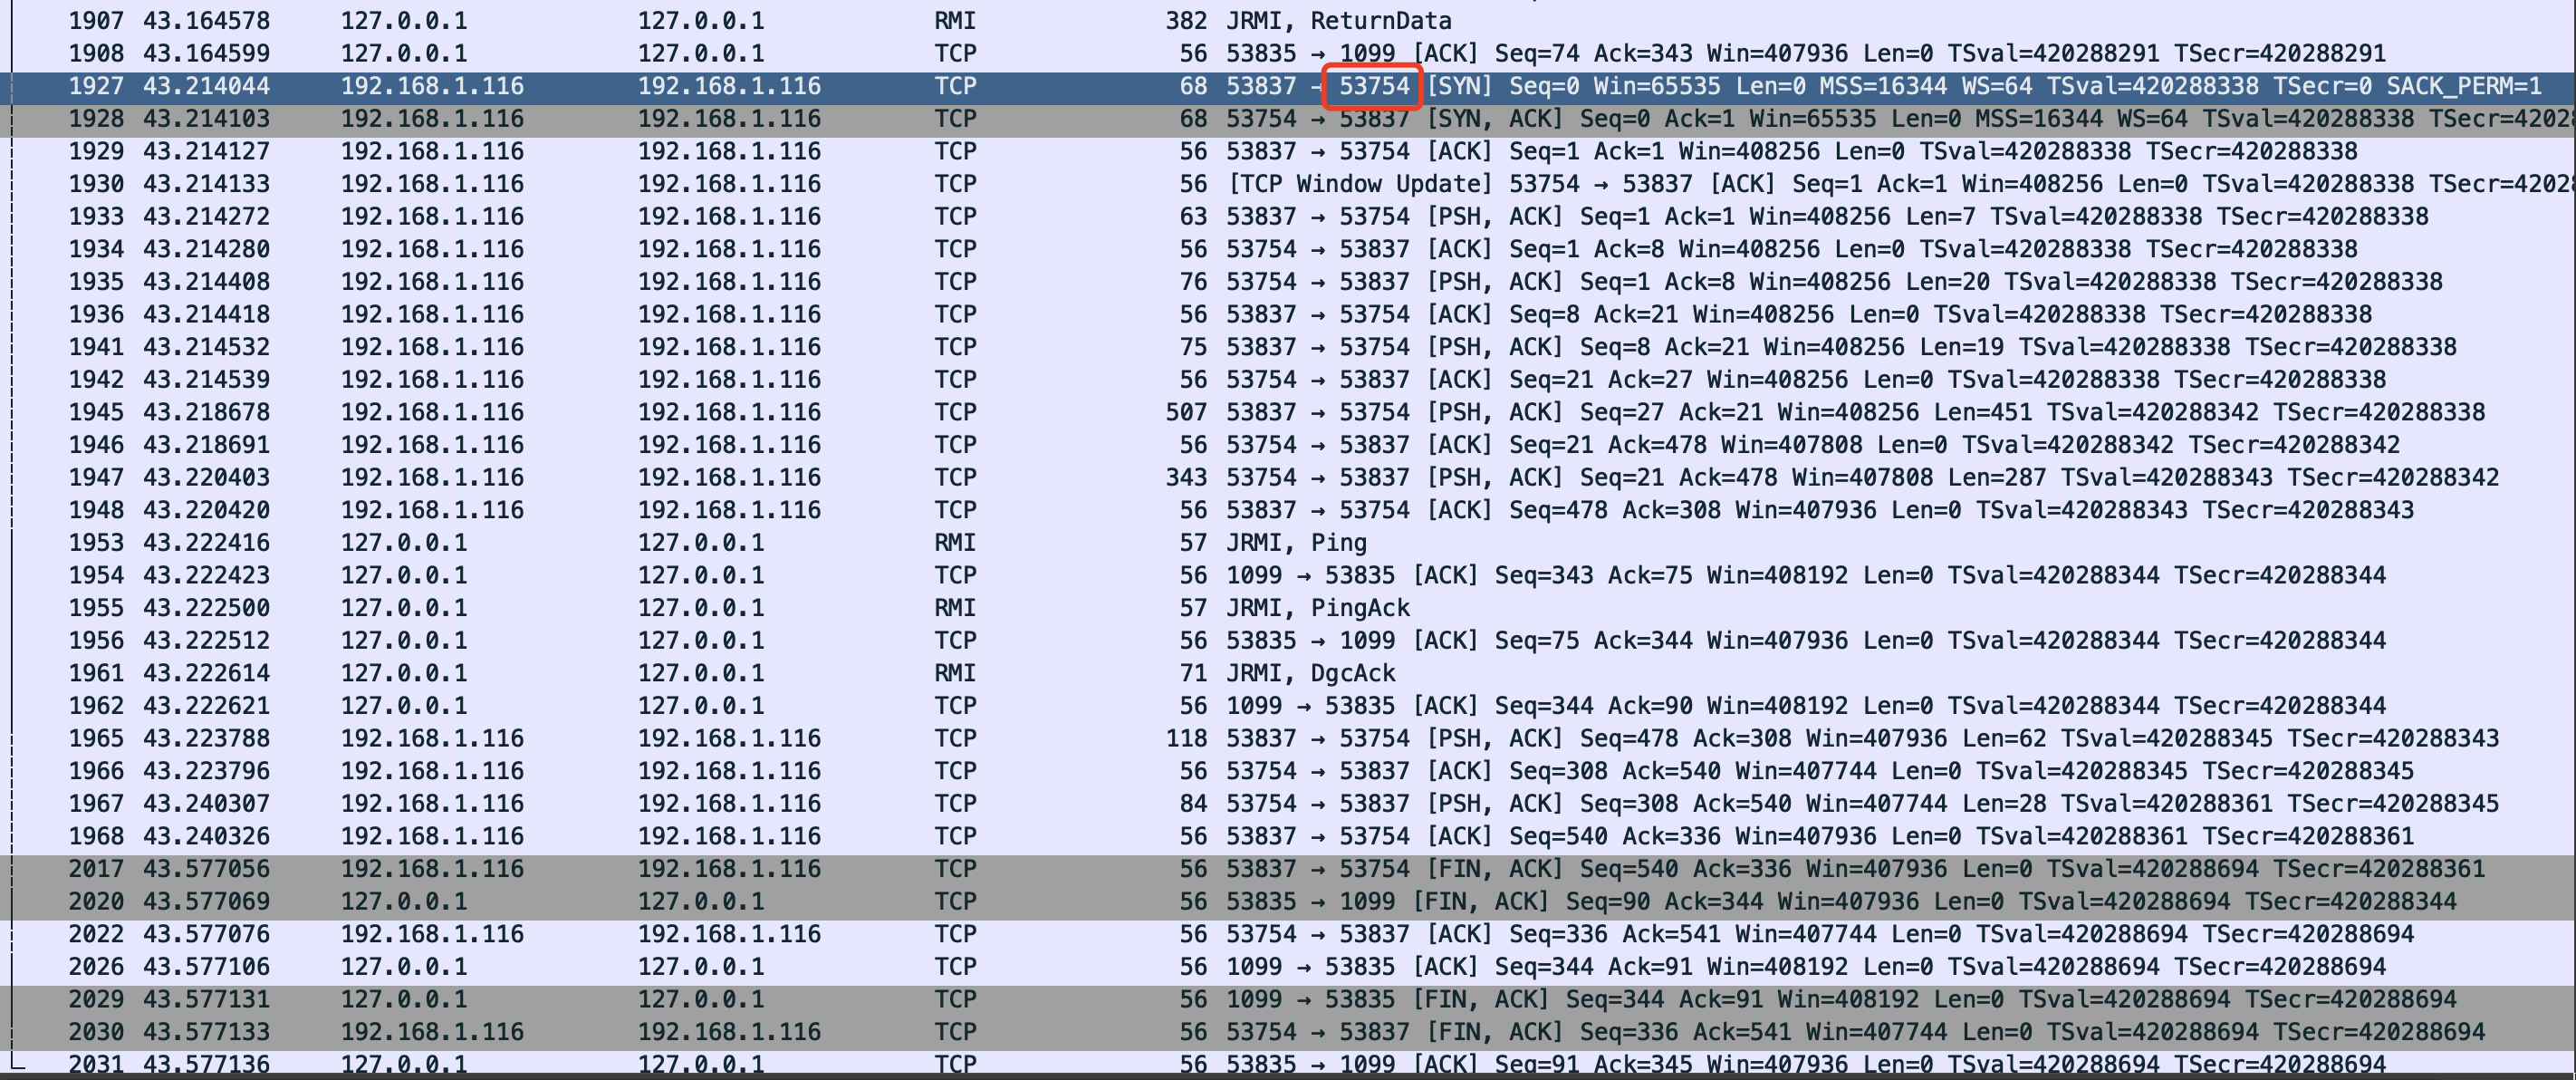 1907 43.164578 127.0.0.1 127.0.0.1 RMI 382 JRMI, ReturnData
1908 43.164599 127.0.0.1 127.0.0.1 TCP 56 53835 → 1099 [ACK] Seq=74 Ack=343 Win=407936 Len=0 TSval=420288291 TSecr=420288291
1927 43.214044 192.168.1.116 192.168.1.116 TCP 68 53837 → 53754 [SYN] Seq=0 Win=65535 Len=0 MSS=16344 WS=64 TSval=420288338 TSecr=0 SACK_PERM=1
1928 43.214103 192.168.1.116 192.168.1.116 TCP 68 53754 → 53837 [SYN, ACK] Seq=0 Ack=1 Win=65535 Len=0 MSS=16344 WS=64 TSval=420288338 TSecr=42028
1929 43.214127 192.168.1.116 192.168.1.116 TCP 56 53837 → 53754 [ACK] Seq=1 Ack=1 Win=408256 Len=0 TSval=420288338 TSecr=420288338
1930 43.214133 192.168.1.116 192.168.1.116 TCP 56 [TCP Window Update] 53754 → 53837 [ACK] Seq=1 Ack=1 Win=408256 Len=0 TSval=420288338 TSecr=42028
1933 43.214272 192.168.1.116 192.168.1.116 TCP 63 53837 → 53754 [PSH, ACK] Seq=1 Ack=1 Win=408256 Len=7 TSval=420288338 TSecr=420288338
1934 43.214280 192.168.1.116 192.168.1.116 TCP 56 53754 → 53837 [ACK] Seq=1 Ack=8 Win=408256 Len=0 TSval=420288338 TSecr=420288338
1935 43.214408 192.168.1.116 192.168.1.116 TCP 76 53754 → 53837 [PSH, ACK] Seq=1 Ack=8 Win=408256 Len=20 TSval=420288338 TSecr=420288338
1936 43.214418 192.168.1.116 192.168.1.116 TCP 56 53837 → 53754 [ACK] Seq=8 Ack=21 Win=408256 Len=0 TSval=420288338 TSecr=420288338
1941 43.214532 192.168.1.116 192.168.1.116 TCP 75 53837 → 53754 [PSH, ACK] Seq=8 Ack=21 Win=408256 Len=19 TSval=420288338 TSecr=420288338
1942 43.214539 192.168.1.116 192.168.1.116 TCP 56 53754 → 53837 [ACK] Seq=21 Ack=27 Win=408256 Len=0 TSval=420288338 TSecr=420288338
1945 43.218678 192.168.1.116 192.168.1.116 TCP 507 53837 → 53754 [PSH, ACK] Seq=27 Ack=21 Win=408256 Len=451 TSval=420288342 TSecr=420288338
1946 43.218691 192.168.1.116 192.168.1.116 TCP 56 53754 → 53837 [ACK] Seq=21 Ack=478 Win=407808 Len=0 TSval=420288342 TSecr=420288342
1947 43.220403 192.168.1.116 192.168.1.116 TCP 343 53754 → 53837 [PSH, ACK] Seq=21 Ack=478 Win=407808 Len=287 TSval=420288343 TSecr=420288342
1948 43.220420 192.168.1.116 192.168.1.116 TCP 56 53837 → 53754 [ACK] Seq=478 Ack=308 Win=407936 Len=0 TSval=420288343 TSecr=420288343
1953 43.222416 127.0.0.1 127.0.0.1 RMI 57 JRMI, Ping
1954 43.222423 127.0.0.1 127.0.0.1 TCP 56 1099 → 53835 [ACK] Seq=343 Ack=75 Win=408192 Len=0 TSval=420288344 TSecr=420288344
1955 43.222500 127.0.0.1 127.0.0.1 RMI 57 JRMI, PingAck
1956 43.222512 127.0.0.1 127.0.0.1 TCP 56 53835 → 1099 [ACK] Seq=75 Ack=344 Win=407936 Len=0 TSval=420288344 TSecr=420288344
1961 43.222614 127.0.0.1 127.0.0.1 RMI 71 JRMI, DgcAck
1962 43.222621 127.0.0.1 127.0.0.1 TCP 56 1099 → 53835 [ACK] Seq=344 Ack=90 Win=408192 Len=0 TSval=420288344 TSecr=420288344
1965 43.223788 192.168.1.116 192.168.1.116 TCP 118 53837 → 53754 [PSH, ACK] Seq=478 Ack=308 Win=407936 Len=62 TSval=420288345 TSecr=420288343
1966 43.223796 192.168.1.116 192.168.1.116 TCP 56 53754 → 53837 [ACK] Seq=308 Ack=540 Win=407744 Len=0 TSval=420288345 TSecr=420288345
1967 43.240307 192.168.1.116 192.168.1.116 TCP 84 53754 → 53837 [PSH, ACK] Seq=308 Ack=540 Win=407744 Len=28 TSval=420288361 TSecr=420288345
1968 43.240326 192.168.1.116 192.168.1.116 TCP 56 53837 → 53754 [ACK] Seq=540 Ack=336 Win=407936 Len=0 TSval=420288361 TSecr=420288361
2017 43.577056 192.168.1.116 192.168.1.116 TCP 56 53837 → 53754 [FIN, ACK] Seq=540 Ack=336 Win=407936 Len=0 TSval=420288694 TSecr=420288361
2020 43.577069 127.0.0.1 127.0.0.1 TCP 56 53835 → 1099 [FIN, ACK] Seq=90 Ack=344 Win=407936 Len=0 TSval=420288694 TSecr=420288344
2022 43.577076 192.168.1.116 192.168.1.116 TCP 56 53754 → 53837 [ACK] Seq=336 Ack=541 Win=407744 Len=0 TSval=420288694 TSecr=420288694
2026 43.577106 127.0.0.1 127.0.0.1 TCP 56 1099 → 53835 [ACK] Seq=344 Ack=91 Win=408192 Len=0 TSval=420288694 TSecr=420288694
2029 43.577131 127.0.0.1 127.0.0.1 TCP 56 1099 → 53835 [FIN, ACK] Seq=344 Ack=91 Win=408192 Len=0 TSval=420288694 TSecr=420288694
2030 43.577133 192.168.1.116 192.168.1.116 TCP 56 53754 → 53837 [FIN, ACK] Seq=336 Ack=541 Win=407744 Len=0 TSval=420288694 TSecr=420288694
2031 43.577136 127.0.0.1 127.0.0.1 TCP 56 53835 → 1099 [ACK] Seq=91 Ack=345 Win=407936 Len=0 TSval=420288694 TSecr=420288694